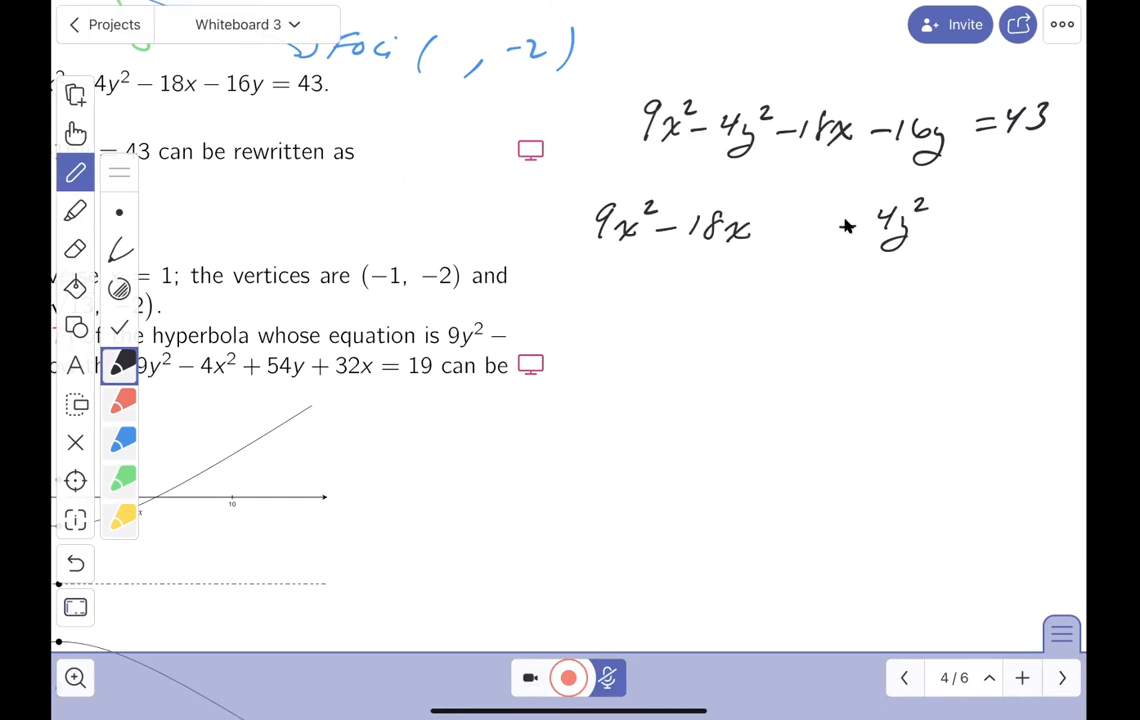 Projects
Whiteboard 3
Invite
Foci ( , -2)
4y² − 18x − 16y = 43.
9x² - 4y² - 18x - 16y = 43
= 43 can be rewritten as
9x² - 18x 4y²
= 1; the vertices are (−1, −2) and
2).
the hyperbola whose equation is 9y² −
9y² − 4x² + 54y + 32x = 19 can be
10
x
4/6